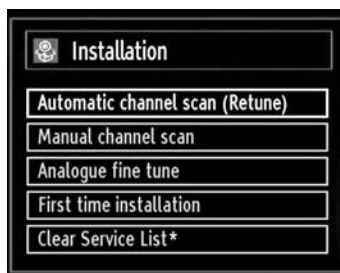 Installation
Automatic channel scan (Retune)
Manual channel scan
Analogue fine tune
First time installation
Clear Service List*